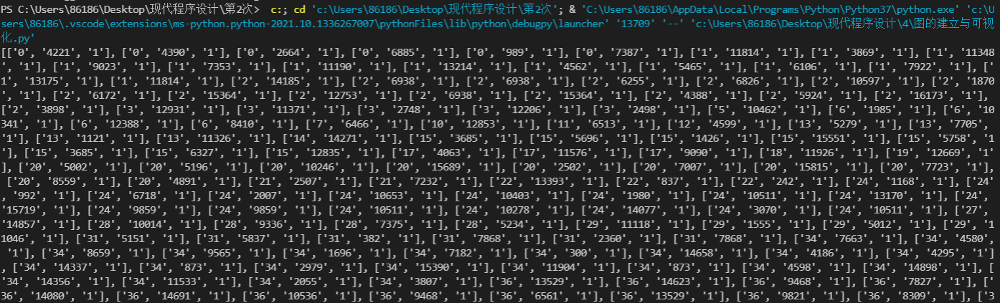 PS C:\Users\86186\Desktop\现代程序设计\第2次>  c:; cd 'c:\Users\86186\Desktop\现代程序设计\第2次'; & 'C:\Users\86186\AppData\Local\Programs\Python\Python37\python.exe' 'c:\U
sers\86186\.vscode\extensions\ms-python.python-2021.10.1336267007\pythonFiles\lib\python\debugpy\launcher' '13709' '--' 'c:\Users\86186\Desktop\现代程序设计\4\图的建立与可视
化.py'
[['0', '4221', '1'], ['0', '4390', '1'], ['0', '2664', '1'], ['0', '6885', '1'], ['0', '989', '1'], ['0', '7387', '1'], ['1', '11814', '1'], ['1', '3869', '1'], ['1', '11348
', '1'], ['1', '9023', '1'], ['1', '7353', '1'], ['1', '11190', '1'], ['1', '13214', '1'], ['1', '4562', '1'], ['1', '5465', '1'], ['1', '6106', '1'], ['1', '7922', '1'], ['
1', '13175', '1'], ['1', '11814', '1'], ['2', '14185', '1'], ['2', '6938', '1'], ['2', '6938', '1'], ['2', '6255', '1'], ['2', '6826', '1'], ['2', '10597', '1'], ['2', '1870
', '1'], ['2', '6172', '1'], ['2', '15364', '1'], ['2', '12753', '1'], ['2', '6938', '1'], ['2', '15364', '1'], ['2', '4388', '1'], ['2', '5924', '1'], ['2', '16173', '1'],
['2', '3898', '1'], ['3', '12931', '1'], ['3', '11371', '1'], ['3', '2748', '1'], ['3', '12206', '1'], ['3', '2498', '1'], ['5', '10462', '1'], ['6', '1985', '1'], ['6', '10
341', '1'], ['6', '12388', '1'], ['6', '8410', '1'], ['7', '6466', '1'], ['10', '12853', '1'], ['11', '6513', '1'], ['12', '4599', '1'], ['13', '5279', '1'], ['13', '7705',
'1'], ['13', '1121', '1'], ['13', '11326', '1'], ['14', '14271', '1'], ['15', '3685', '1'], ['15', '5696', '1'], ['15', '1426', '1'], ['15', '15551', '1'], ['15', '5758', '1
'], ['15', '3685', '1'], ['15', '6327', '1'], ['15', '12835', '1'], ['17', '4063', '1'], ['17', '11576', '1'], ['17', '9090', '1'], ['18', '11926', '1'], ['19', '12669', '1'
], ['20', '5002', '1'], ['20', '5196', '1'], ['20', '10246', '1'], ['20', '15689', '1'], ['20', '2502', '1'], ['20', '7007', '1'], ['20', '15815', '1'], ['20', '7723', '1'],
['20', '8559', '1'], ['20', '4891', '1'], ['21', '2507', '1'], ['21', '7232', '1'], ['22', '13393', '1'], ['22', '837', '1'], ['22', '242', '1'], ['24', '1168', '1'], ['24',
'992', '1'], ['24', '6718', '1'], ['24', '2007', '1'], ['24', '10653', '1'], ['24', '10403', '1'], ['24', '1980', '1'], ['24', '10511', '1'], ['24', '13170', '1'], ['24', '
15719', '1'], ['24', '9859', '1'], ['24', '9859', '1'], ['24', '10511', '1'], ['24', '10278', '1'], ['24', '14077', '1'], ['24', '3070', '1'], ['24', '10511', '1'], ['27', '
14857', '1'], ['28', '10014', '1'], ['28', '9336', '1'], ['28', '7375', '1'], ['28', '5234', '1'], ['29', '11118', '1'], ['29', '1555', '1'], ['29', '5012', '1'], ['29', '1
1046', '1'], ['31', '5151', '1'], ['31', '5837', '1'], ['31', '382', '1'], ['31', '7868', '1'], ['31', '2360', '1'], ['31', '7868', '1'], ['34', '7663', '1'], ['34', '4580',
'1'], ['34', '8659', '1'], ['34', '9565', '1'], ['34', '1696', '1'], ['34', '7182', '1'], ['34', '300', '1'], ['34', '14658', '1'], ['34', '4186', '1'], ['34', '4295', '1']
, ['34', '14337', '1'], ['34', '873', '1'], ['34', '2979', '1'], ['34', '15390', '1'], ['34', '11904', '1'], ['34', '873', '1'], ['34', '4598', '1'], ['34', '14898', '1'], [
'34', '14356', '1'], ['34', '11533', '1'], ['34', '2055', '1'], ['34', '3807', '1'], ['36', '13529', '1'], ['36', '14623', '1'], ['36', '9468', '1'], ['36', '7827', '1'], ['
36', '14080', '1'], ['36', '14691', '1'], ['36', '10536', '1'], ['36', '9468', '1'], ['36', '6561', '1'], ['36', '13529', '1'], ['36', '9821', '1'], ['36', '8309', '1'], ['3